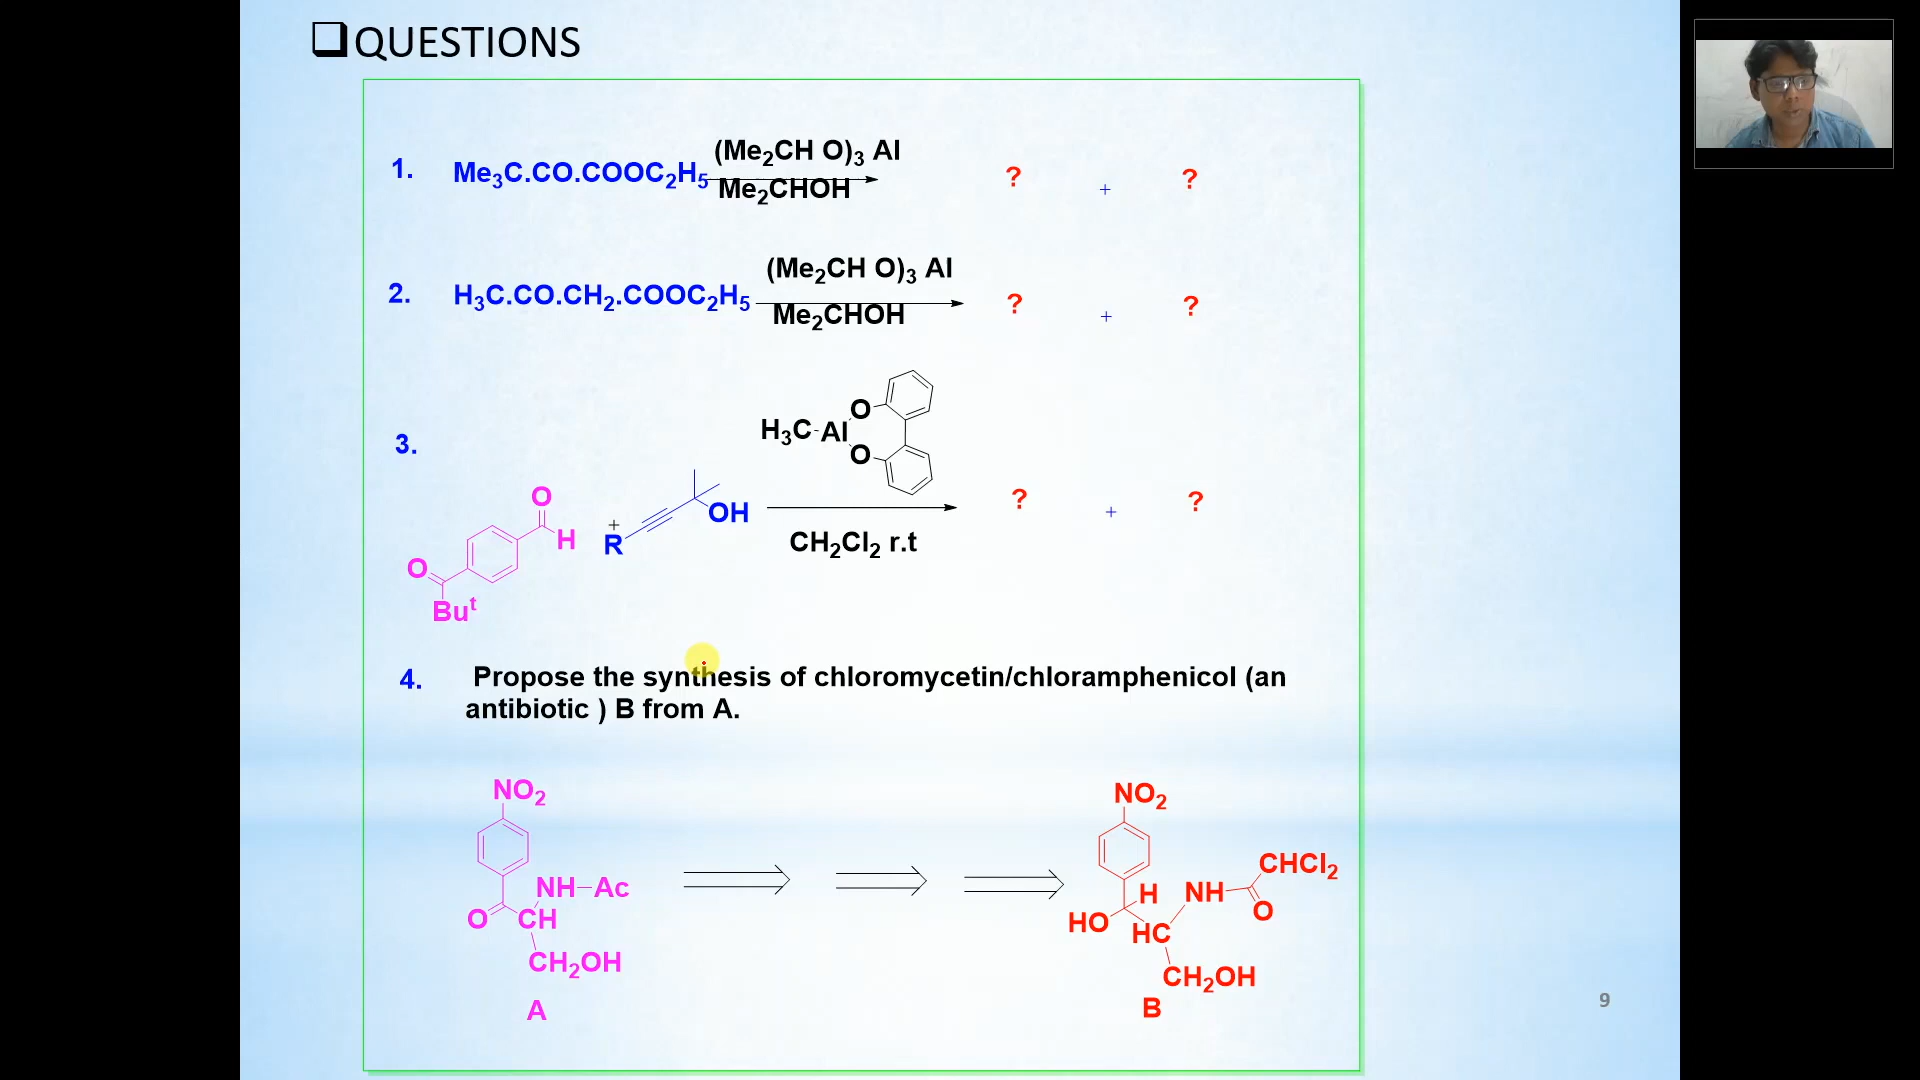 QUESTIONS
1. Me3C.CO.COOC2H5 (Me2CH O)3 Al
Me2CHOH
? + ?
2. H3C.CO.CH2.COOC2H5 (Me2CH O)3 Al
Me2CHOH
? + ?
3.
H3C-Al
O
O
O
H
O
But
+
R
OH
CH2Cl2 r.t
? + ?
4. Propose the synthesis of chloromycetin/chloramphenicol (an
antibiotic ) B from A.
NO2
NH-Ac
O CH
CH2OH
A
NO2
CHCl2
H NH
O
HO HC
CH2OH
B
9